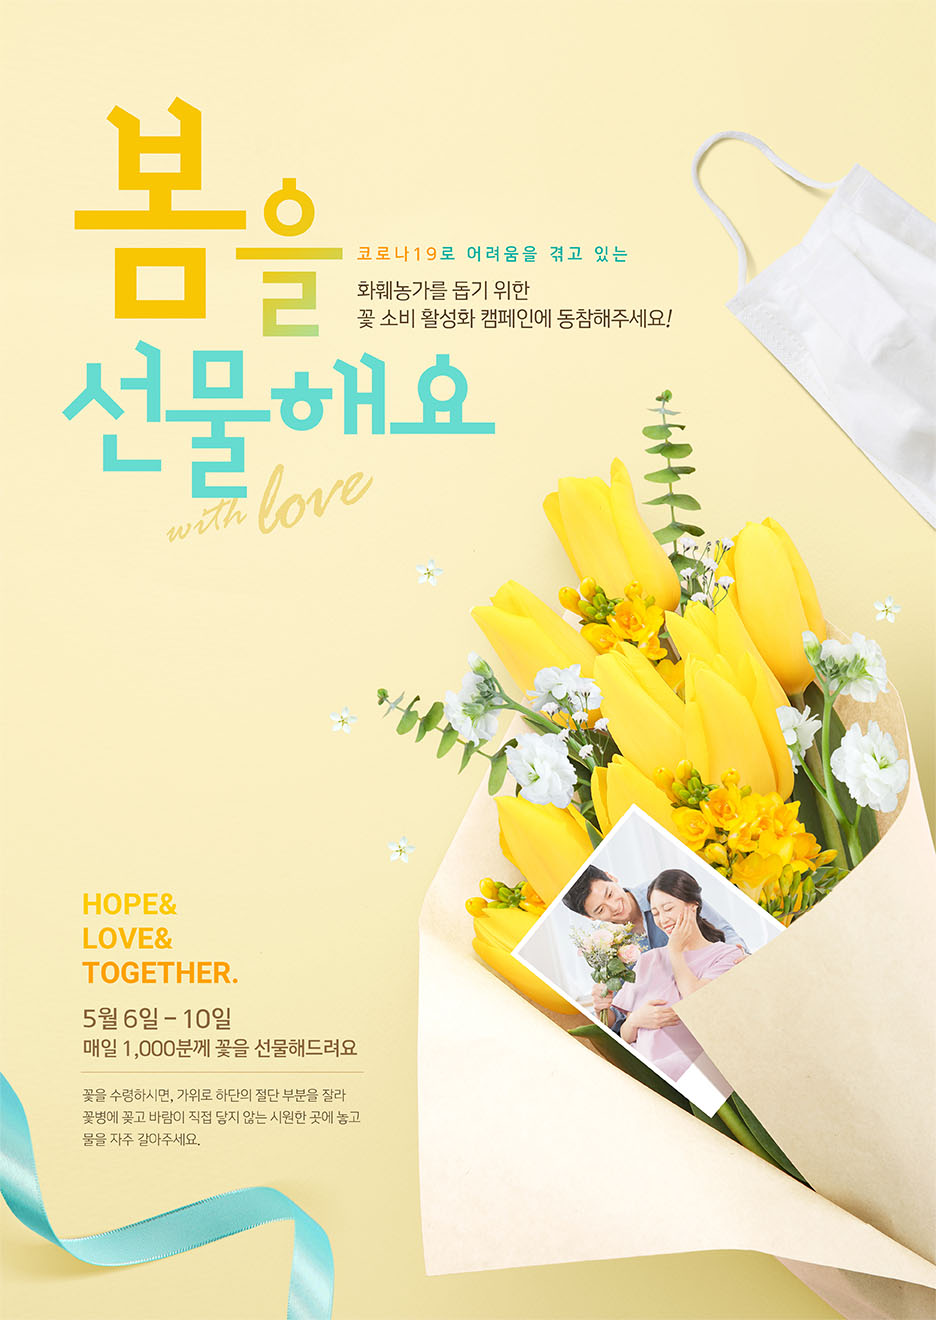 봄을
코로나19로 어려움을 겪고 있는
화훼농가를 돕기 위한
꽃 소비 활성화 캠페인에 동참해주세요!
선물해요
with love
HOPE&
LOVE&
TOGETHER.
5월 6일 – 10일
매일 1,000분께 꽃을 선물해드려요
꽃을 수령하시면, 가위로 하단의 절단 부분을 잘라
꽃병에 꽂고 바람이 직접 닿지 않는 시원한 곳에 놓고
물을 자주 갈아주세요.